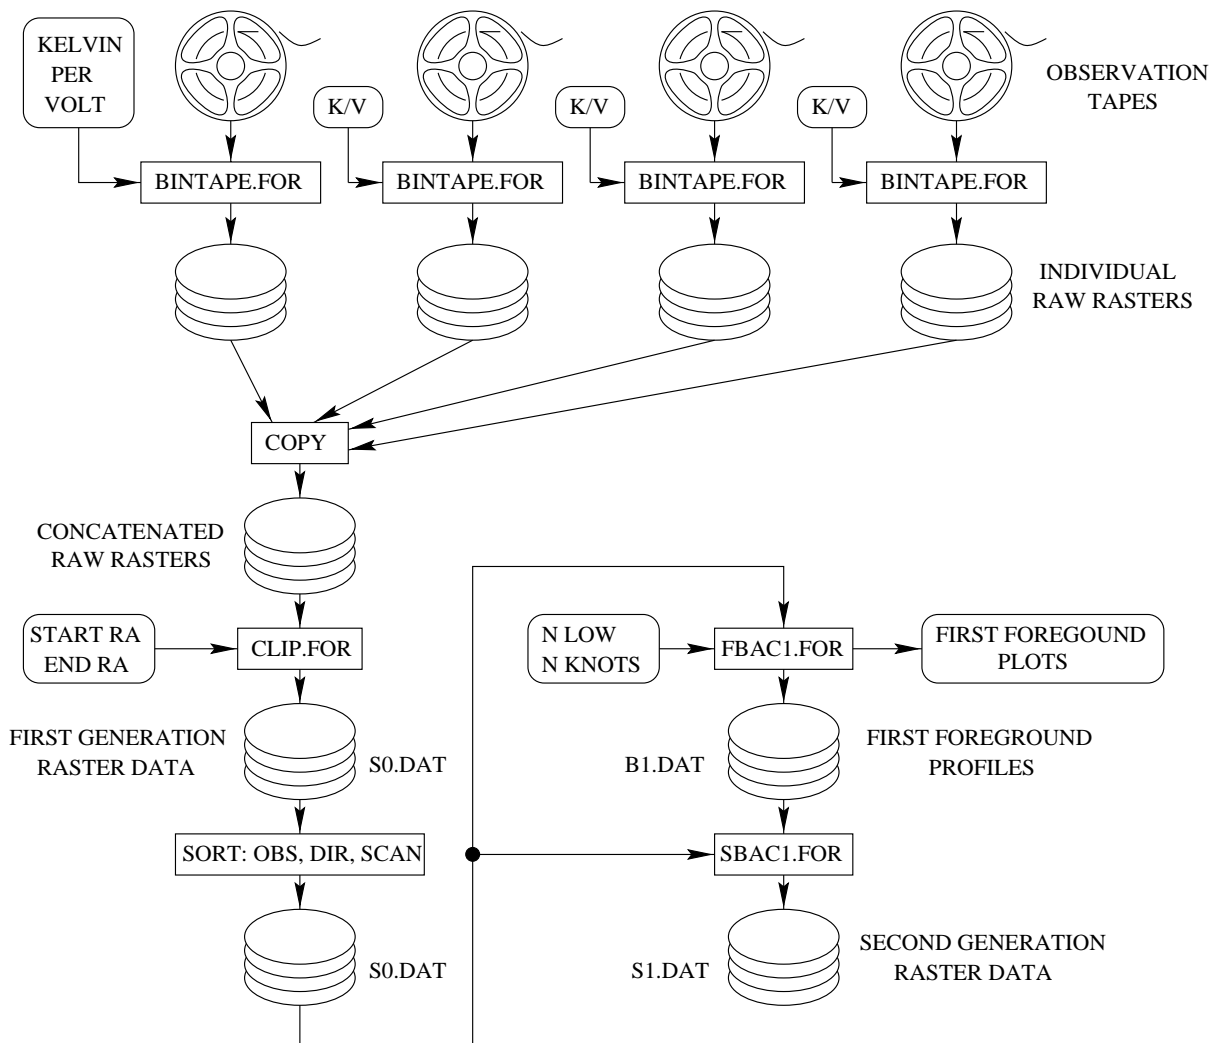 KELVIN
PER
VOLT
K/V
K/V
K/V
OBSERVATION
TAPES
BINTAPE.FOR
BINTAPE.FOR
BINTAPE.FOR
BINTAPE.FOR
INDIVIDUAL
RAW RASTERS
COPY
CONCATENATED
RAW RASTERS
START RA
END RA
CLIP.FOR
N LOW
N KNOTS
FBAC1.FOR
FIRST FOREGOUND
PLOTS
FIRST GENERATION
RASTER DATA
S0.DAT
B1.DAT
FIRST FOREGROUND
PROFILES
SORT: OBS, DIR, SCAN
SBAC1.FOR
S0.DAT
S1.DAT
SECOND GENERATION
RASTER DATA